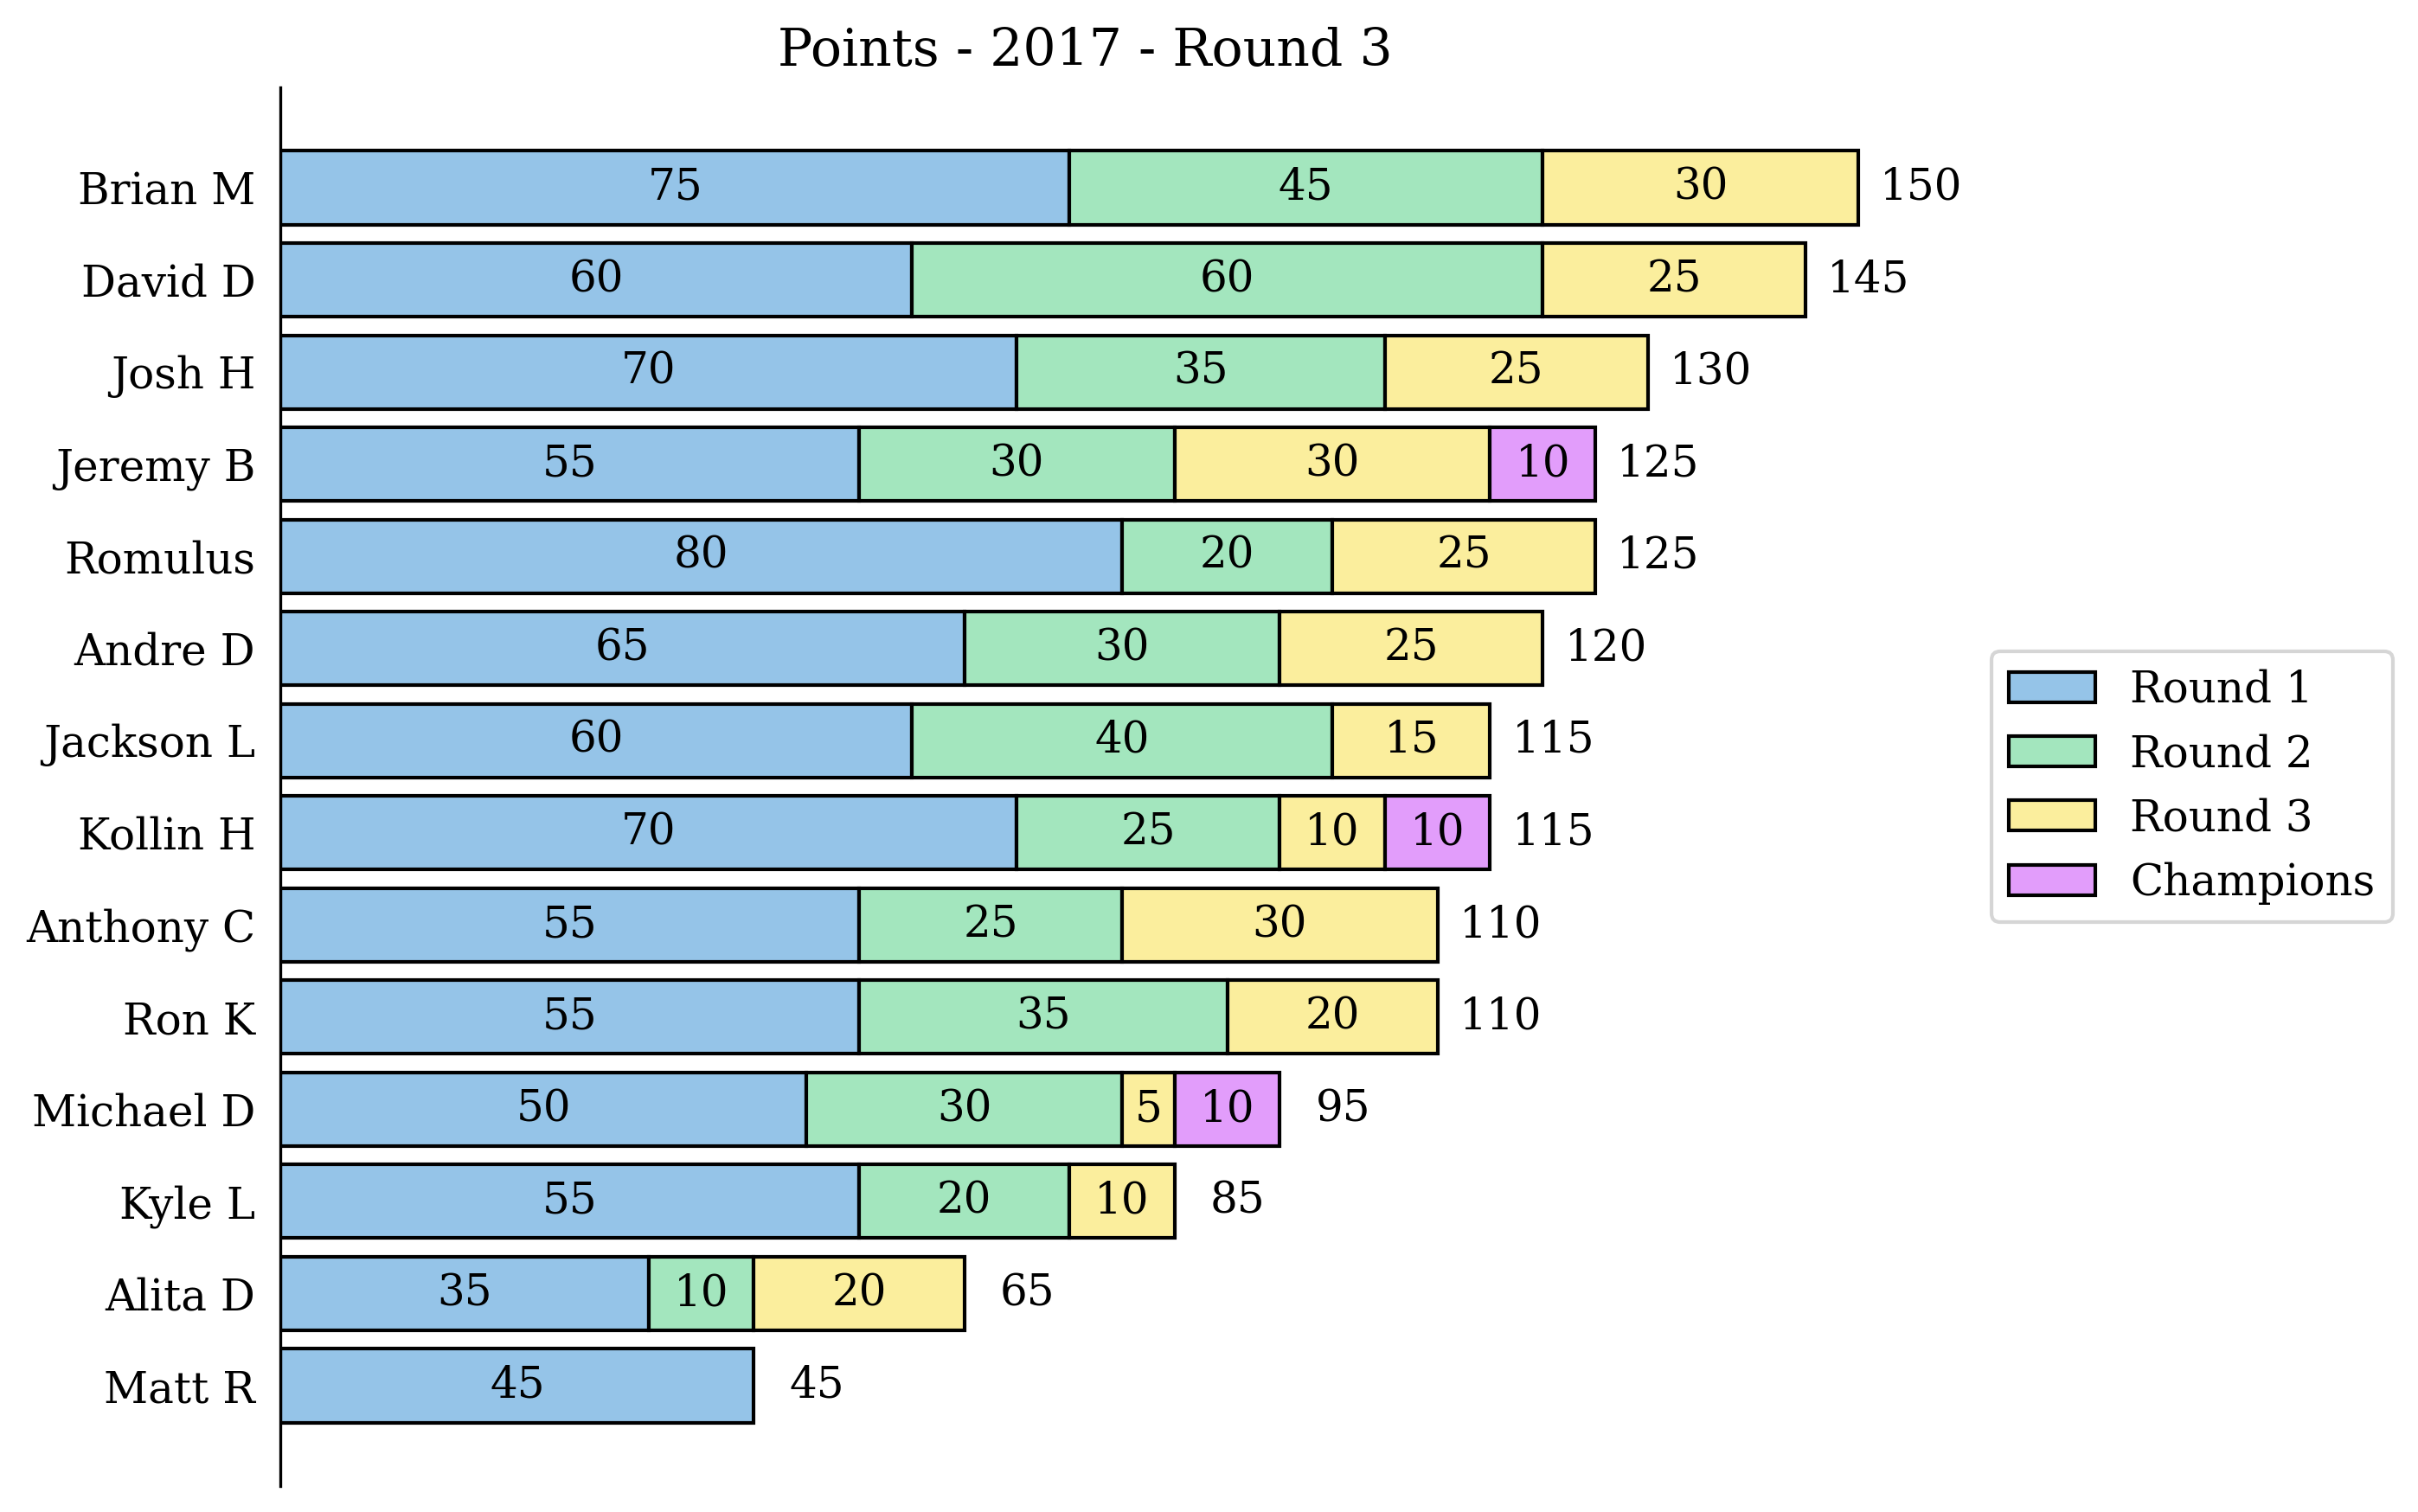 Points - 2017 - Round 3
Brian M 75 45 30 150
David D 60 60 25 145
Josh H 70 35 25 130
Jeremy B 55 30 30 10 125
Romulus 80 20 25 125
Andre D 65 30 25 120
Jackson L 60 40 15 115
Kollin H 70 25 10 10 115
Anthony C 55 25 30 110
Ron K 55 35 20 110
Michael D 50 30 5 10 95
Kyle L 55 20 10 85
Alita D 35 10 20 65
Matt R 45 45
Round 1
Round 2
Round 3
Champions